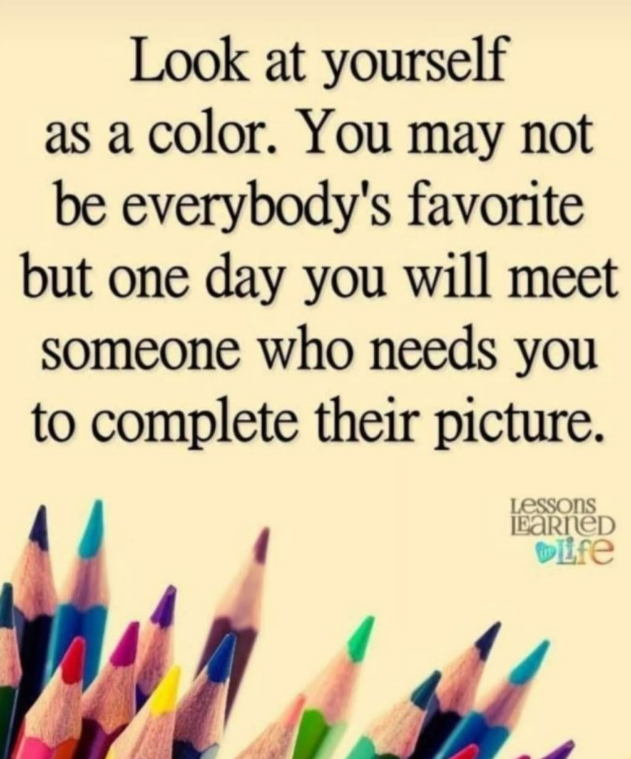 Look at yourself
as a color. You may not
be everybody's favorite
but one day you will meet
someone who needs you
to complete their picture.
Lessons
LEaRneD
in Life